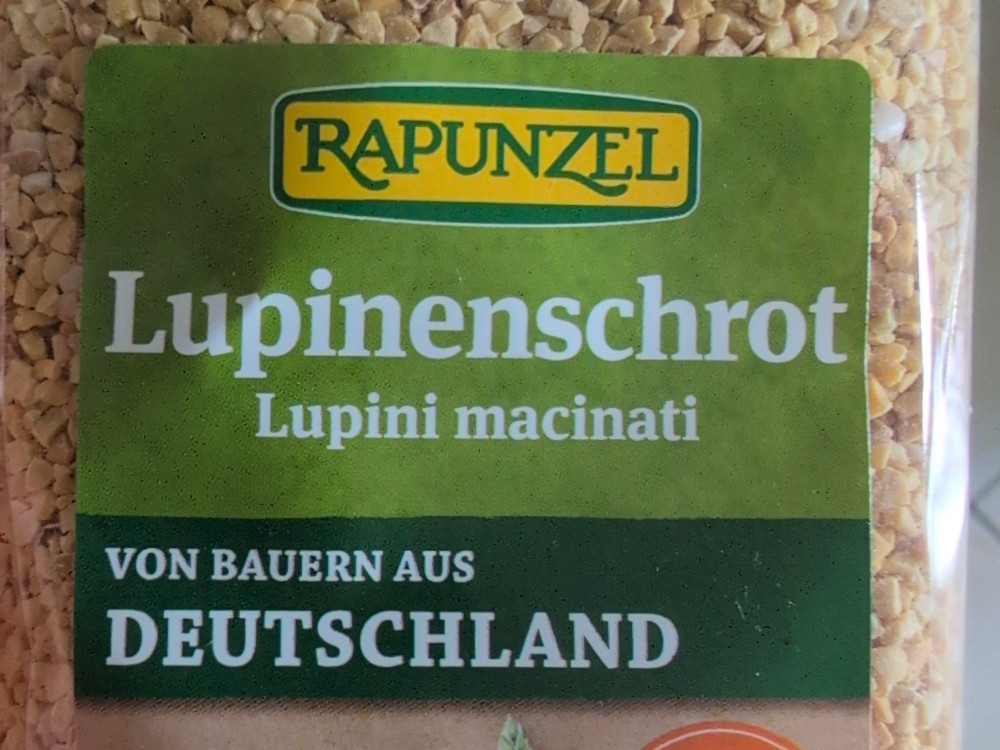 RAPUNZEL
Lupinenschrot
Lupini macinati
VON BAUERN AUS
DEUTSCHLAND